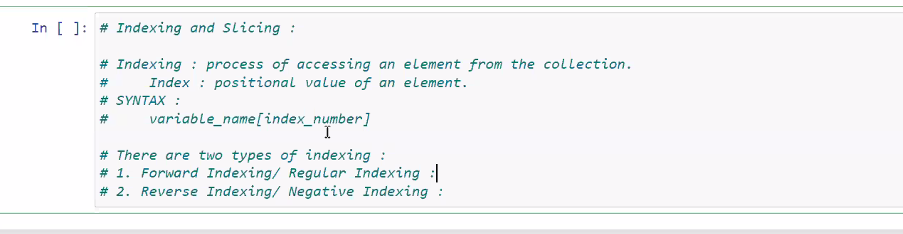 In [ ]: # Indexing and Slicing :
# Indexing : process of accessing an element from the collection.
#     Index : positional value of an element.
# SYNTAX :
#     variable_name[index_number]
# There are two types of indexing :
# 1. Forward Indexing/ Regular Indexing :
# 2. Reverse Indexing/ Negative Indexing :